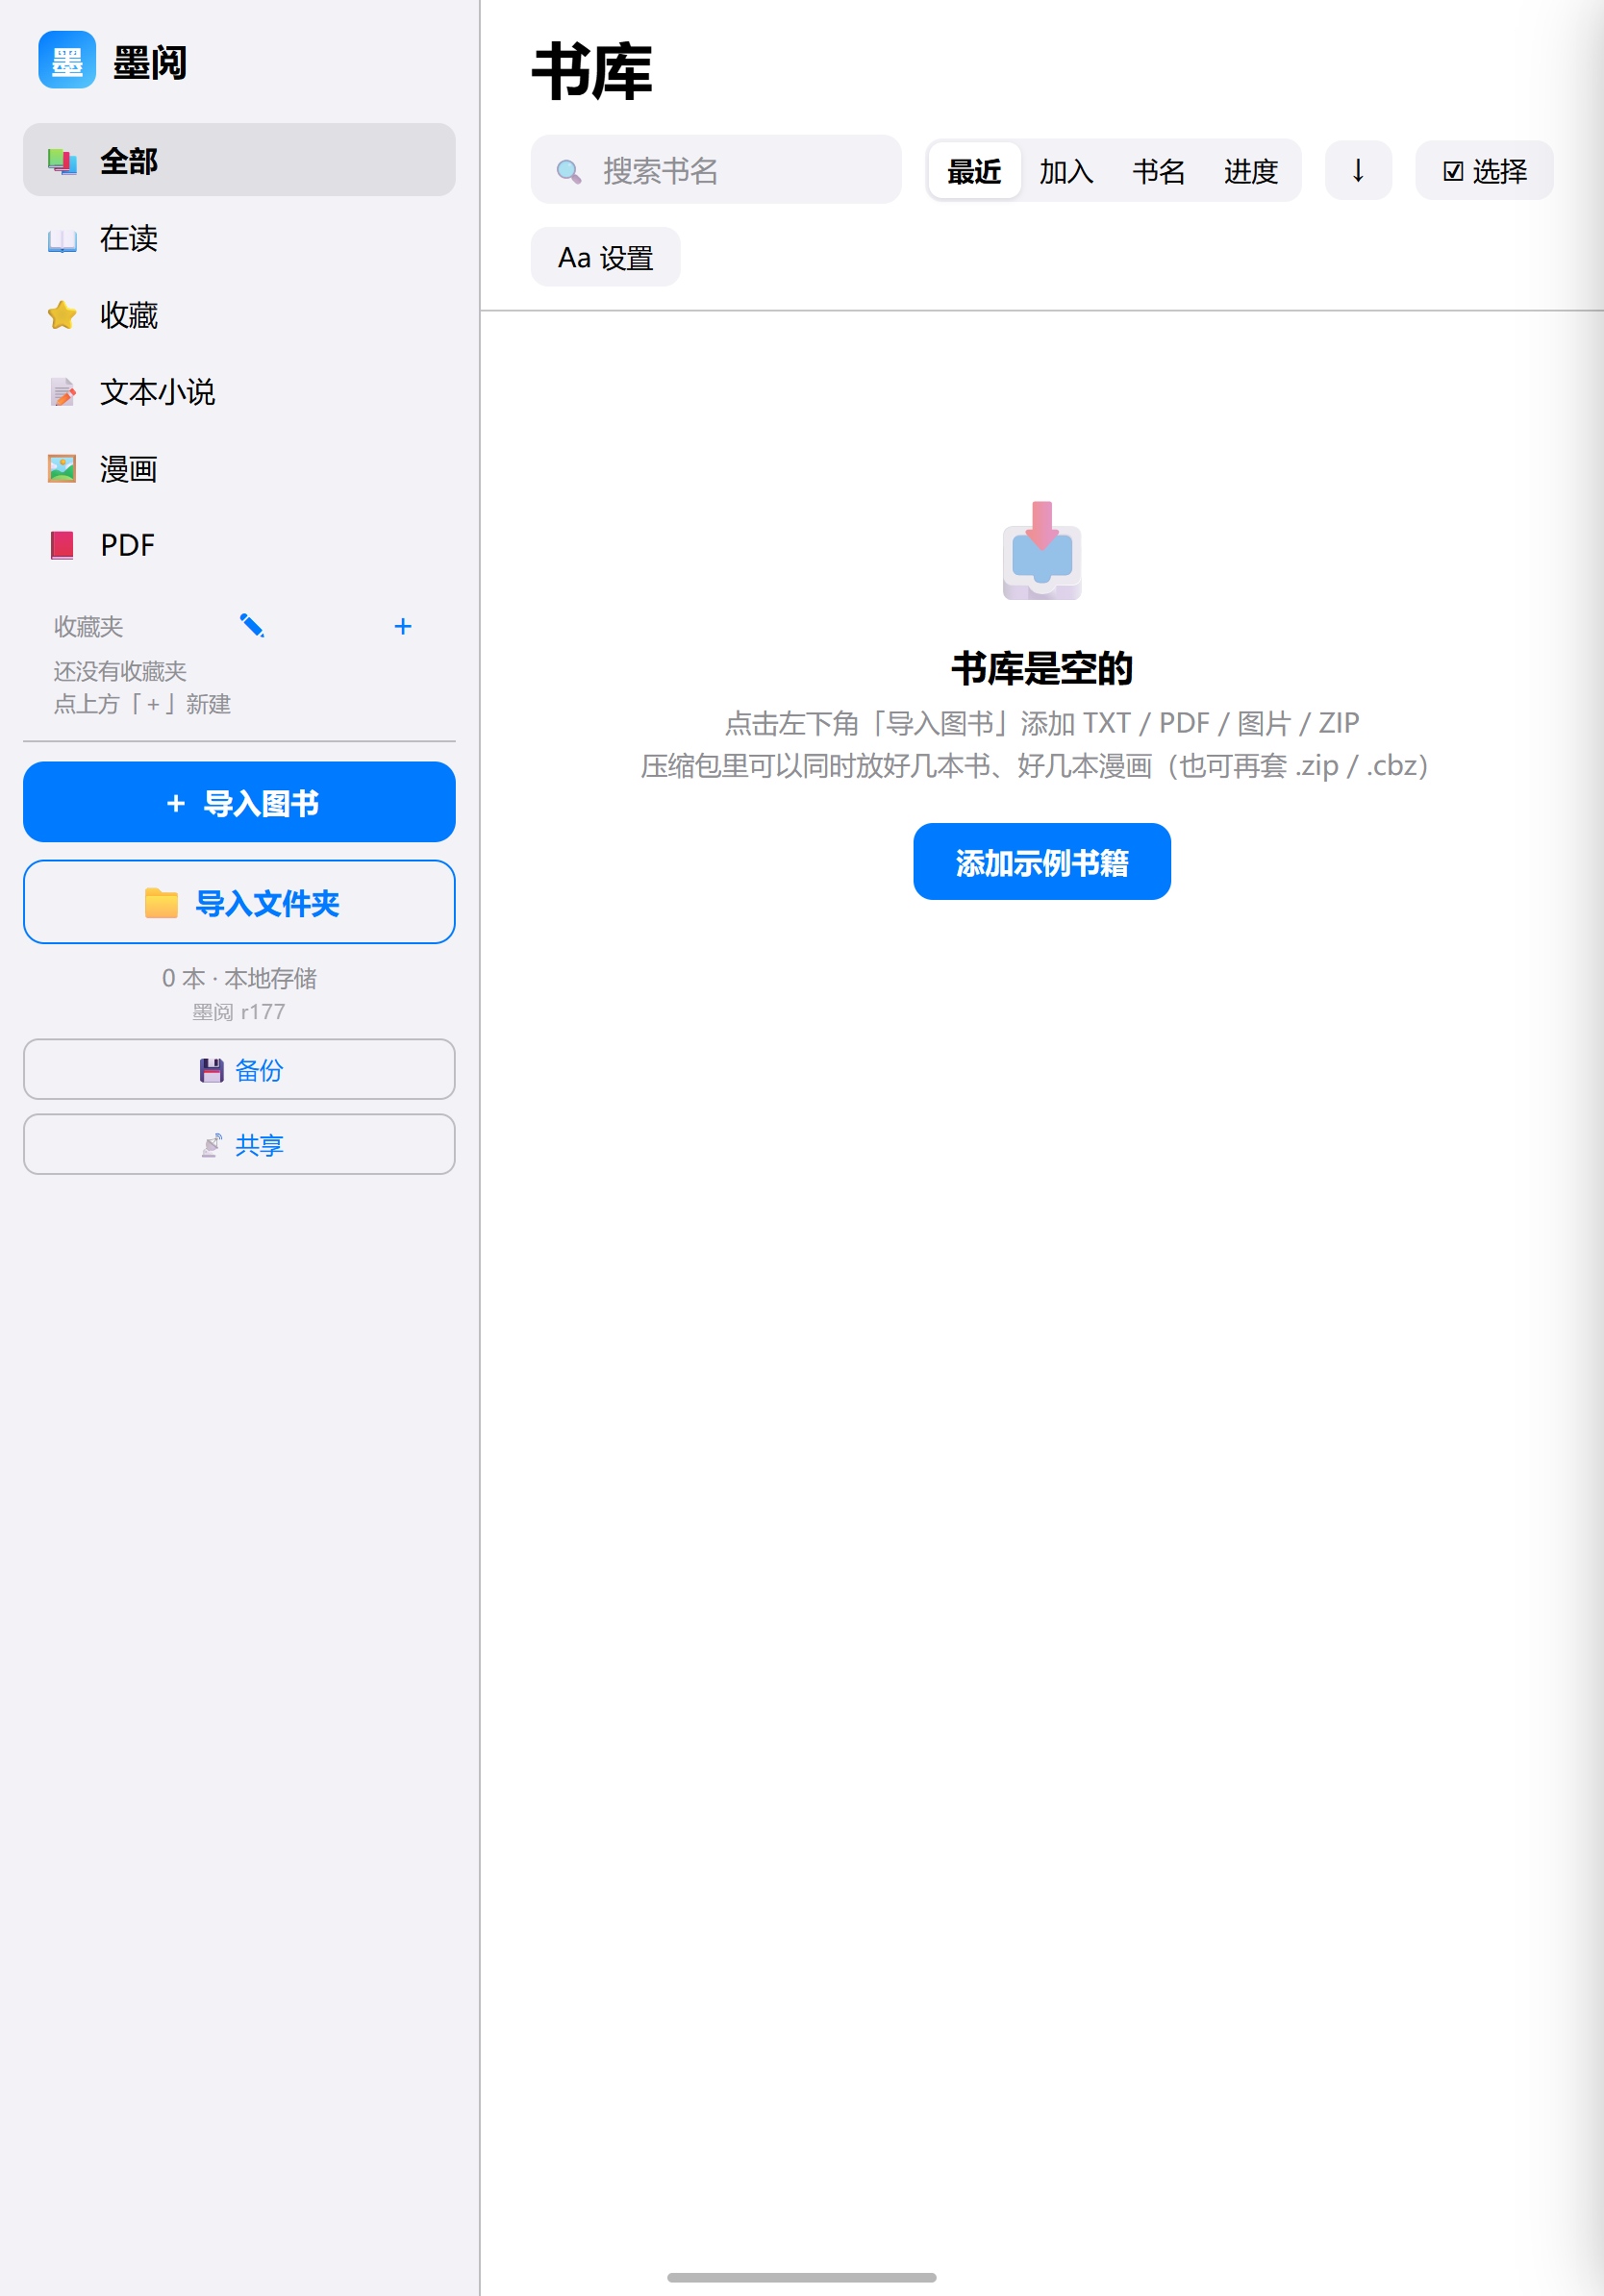 墨 墨阅
全部
在读
收藏
文本小说
漫画
PDF
收藏夹 +
还没有收藏夹
点上方「+」新建
+ 导入图书
导入文件夹
0 本 · 本地存储
墨阅 r177
备份
共享
书库
搜索书名 最近 加入 书名 进度 ↓ ☑ 选择
Aa 设置
书库是空的
点击左下角「导入图书」添加 TXT / PDF / 图片 / ZIP
压缩包里可以同时放好几本书、好几本漫画（也可再套 .zip / .cbz）
添加示例书籍